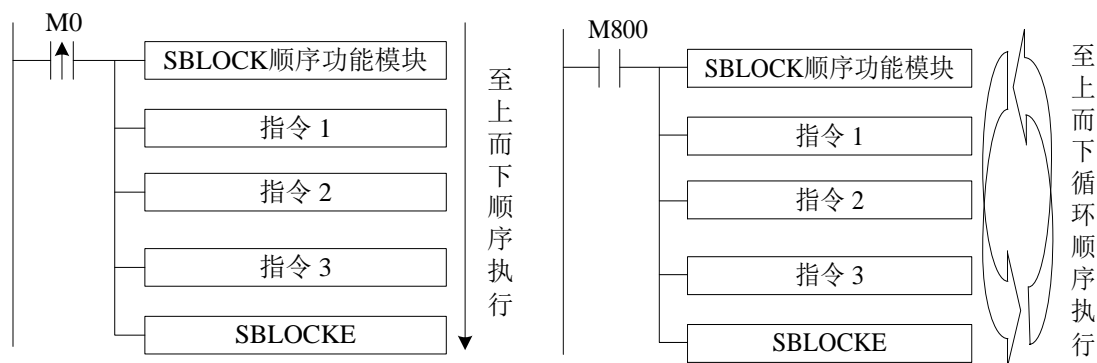 M0
SBLOCK顺序功能模块
指令 1
指令 2
指令 3
SBLOCKE
至上而下顺序执行
M800
SBLOCK顺序功能模块
指令 1
指令 2
指令 3
SBLOCKE
至上而下循环顺序执行